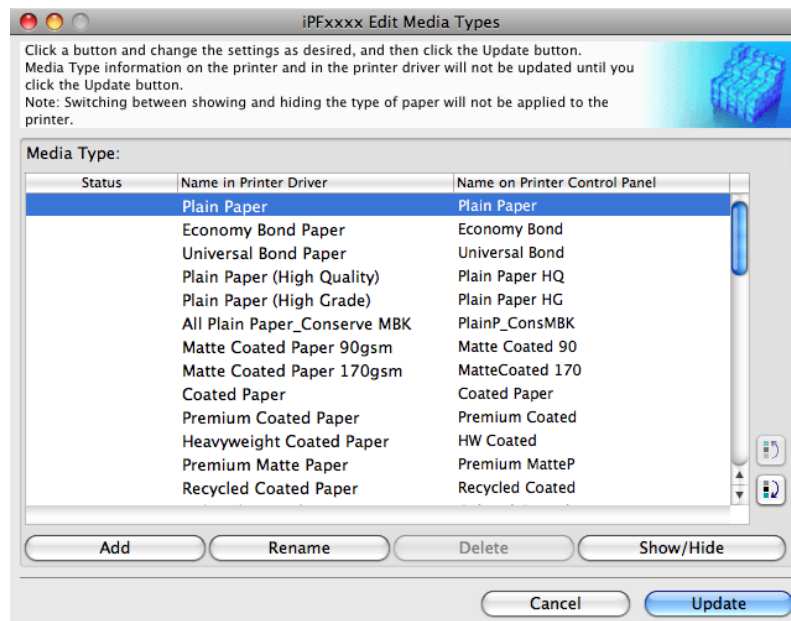 iPFxxxx Edit Media Types
Click a button and change the settings as desired, and then click the Update button.
Media Type information on the printer and in the printer driver will not be updated until you
click the Update button.
Note: Switching between showing and hiding the type of paper will not be applied to the
printer.
Media Type:
Status Name in Printer Driver Name on Printer Control Panel
Plain Paper Plain Paper
Economy Bond Paper Economy Bond
Universal Bond Paper Universal Bond
Plain Paper (High Quality) Plain Paper HQ
Plain Paper (High Grade) Plain Paper HG
All Plain Paper_Conserve MBK PlainP_ConsMBK
Matte Coated Paper 90gsm Matte Coated 90
Matte Coated Paper 170gsm MatteCoated 170
Coated Paper Coated Paper
Premium Coated Paper Premium Coated
Heavyweight Coated Paper HW Coated
Premium Matte Paper Premium MatteP
Recycled Coated Paper Recycled Coated
Add Rename Delete Show/Hide
Cancel Update